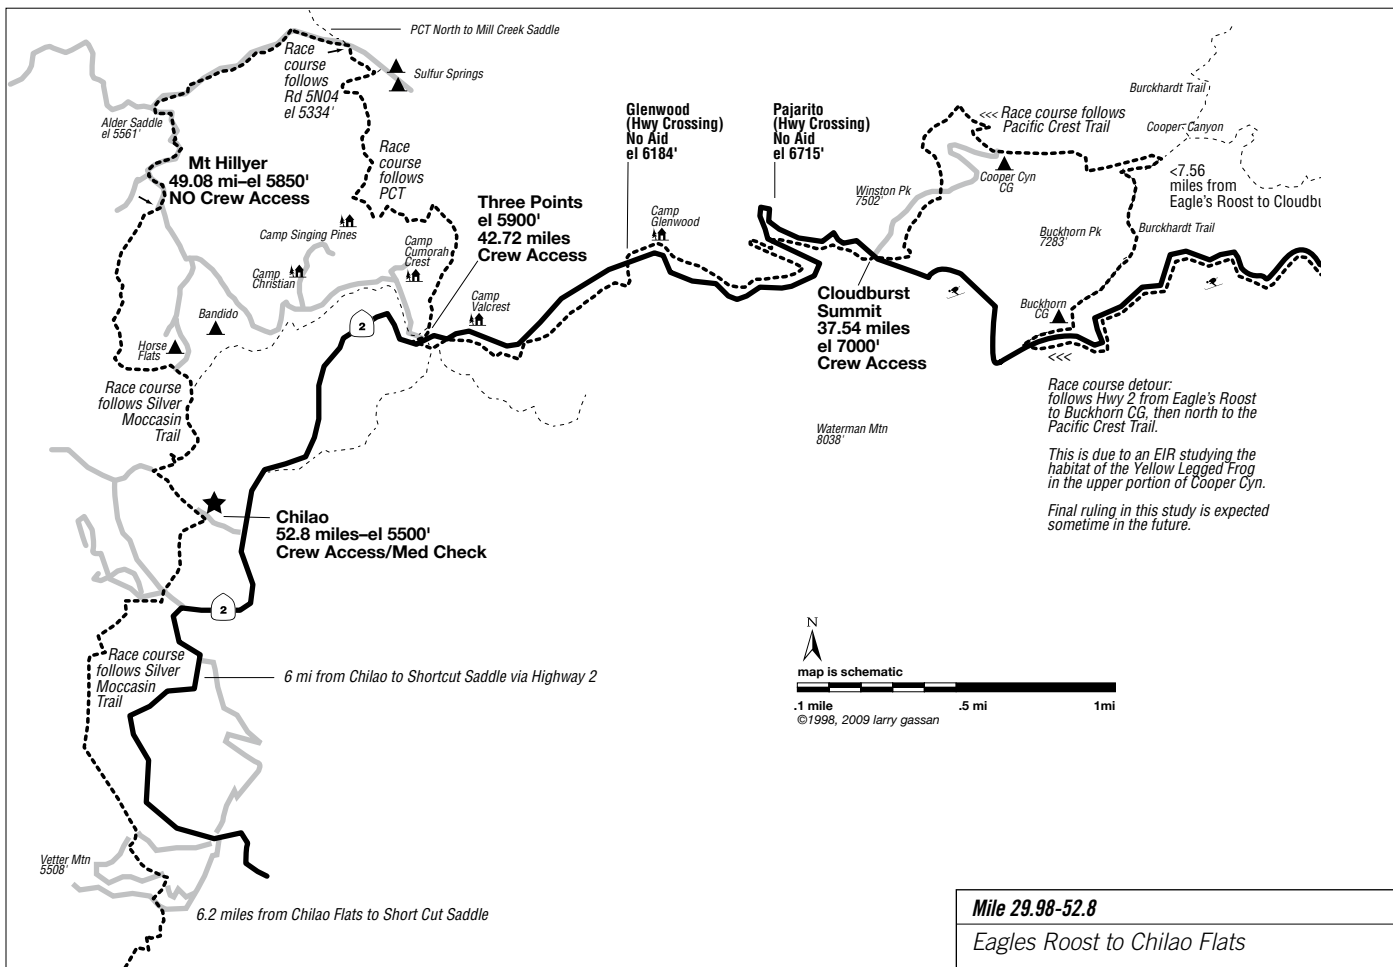 PCT North to Mill Creek Saddle
Race
course
follows
Rd 5N04
el 5334'
Sulfur Springs
Alder Saddle
el 5561'
Mt Hillyer
49.08 mi–el 5850'
NO Crew Access
Race
course
follows
PCT
Camp Singing Pines
Camp
Christian
Camp
Cumorah
Crest
Bandido
Horse
Flats
Race course
follows Silver
Moccasin
Trail
2
Three Points
el 5900'
42.72 miles
Crew Access
Camp
Valcrest
Glenwood
(Hwy Crossing)
No Aid
el 6184'
Camp
Glenwood
Pajarito
(Hwy Crossing)
No Aid
el 6715'
Winston Pk
7502'
<<< Race course follows
Pacific Crest Trail
Cooper Cyn
CG
Burckhardt Trail
Cooper Canyon
<7.56
miles from
Eagle's Roost to Cloudbu
Buckhorn Pk
7283'
Burckhardt Trail
Buckhorn
CG
<<<
Cloudburst
Summit
37.54 miles
el 7000'
Crew Access
Waterman Mtn
8038'
Race course detour:
follows Hwy 2 from Eagle's Roost
to Buckhorn CG, then north to the
Pacific Crest Trail.
This is due to an EIR studying the
habitat of the Yellow Legged Frog
in the upper portion of Cooper Cyn.
Final ruling in this study is expected
sometime in the future.
Chilao
52.8 miles–el 5500'
Crew Access/Med Check
2
Race course
follows Silver
Moccasin
Trail
6 mi from Chilao to Shortcut Saddle via Highway 2
N
map is schematic
.1 mile .5 mi 1mi
©1998, 2009 larry gassan
Vetter Mtn
5508'
6.2 miles from Chilao Flats to Short Cut Saddle
Mile 29.98-52.8
Eagles Roost to Chilao Flats